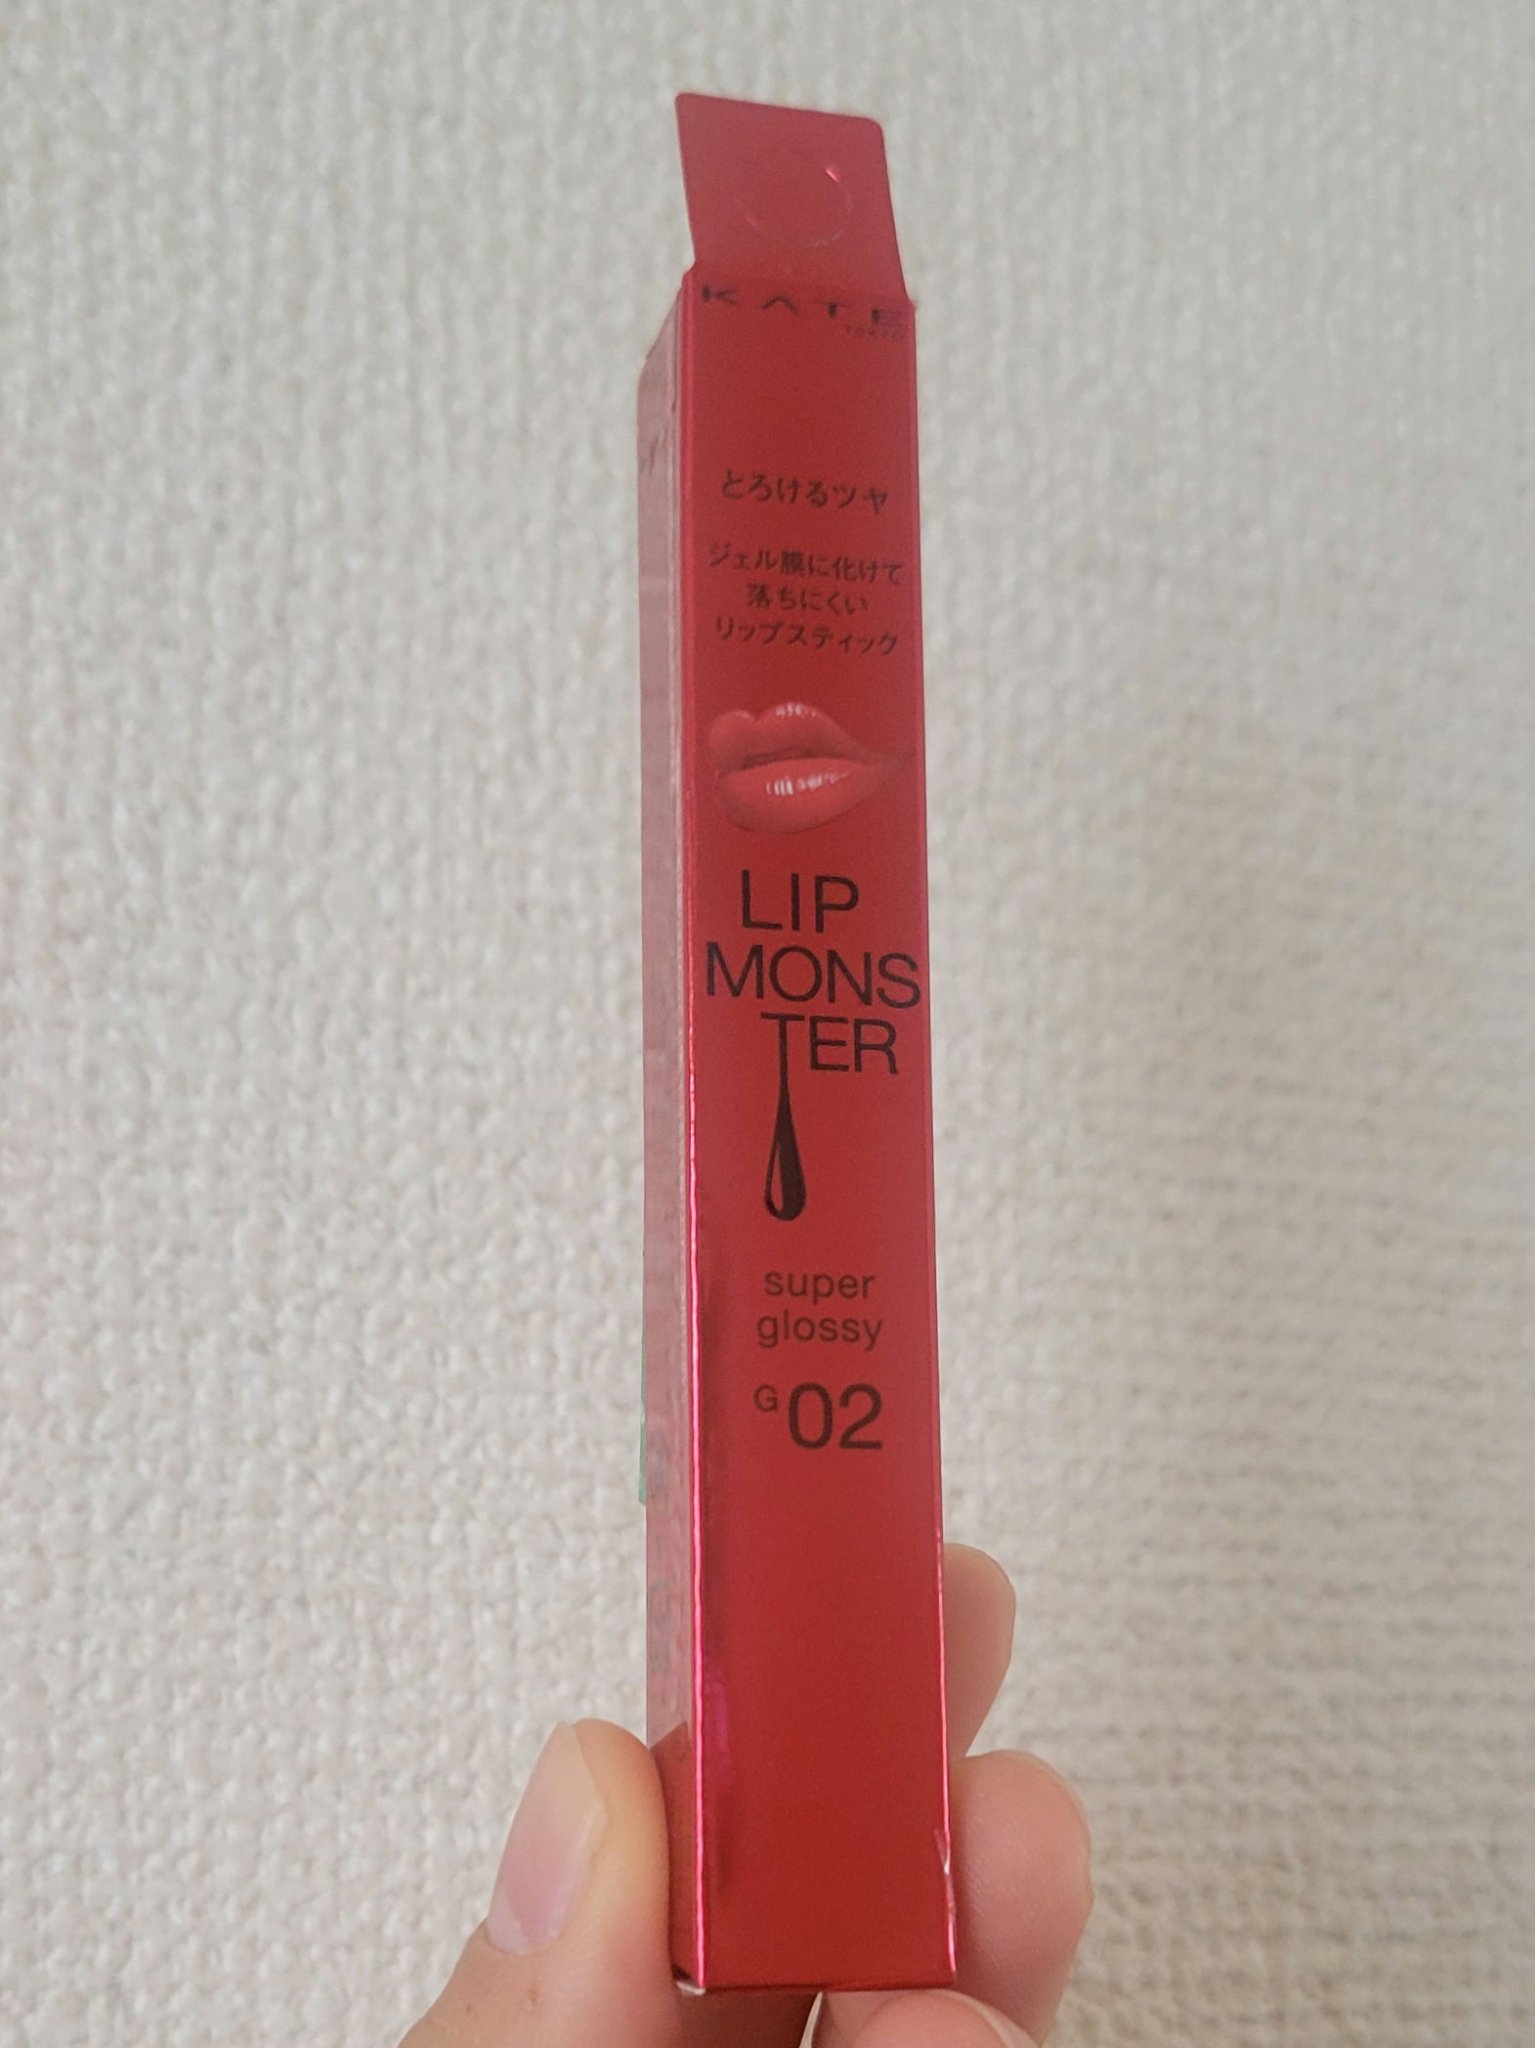 KATE
TOKYO
とろけるツヤ
ジェル膜に化けて
落ちにくい
リップスティック
LIP
MONS
TER
super
glossy
G 02